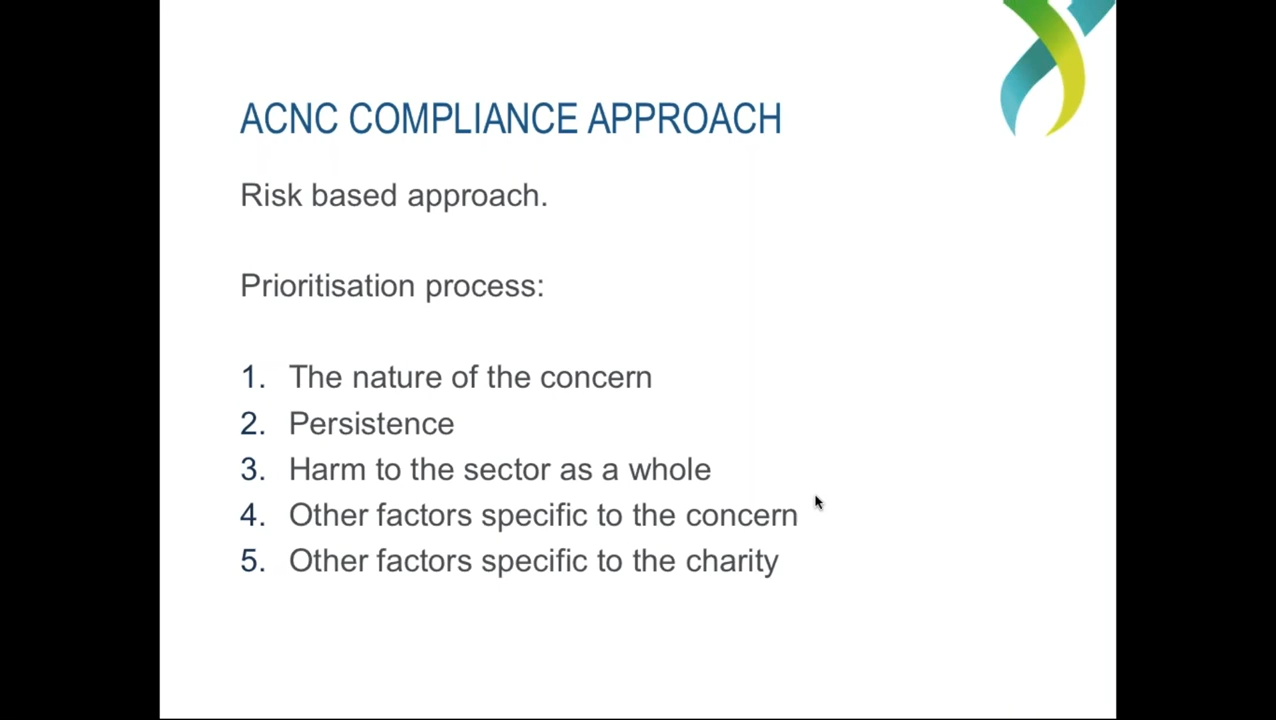 ACNC COMPLIANCE APPROACH
Risk based approach.
Prioritisation process:
1. The nature of the concern
2. Persistence
3. Harm to the sector as a whole
4. Other factors specific to the concern
5. Other factors specific to the charity